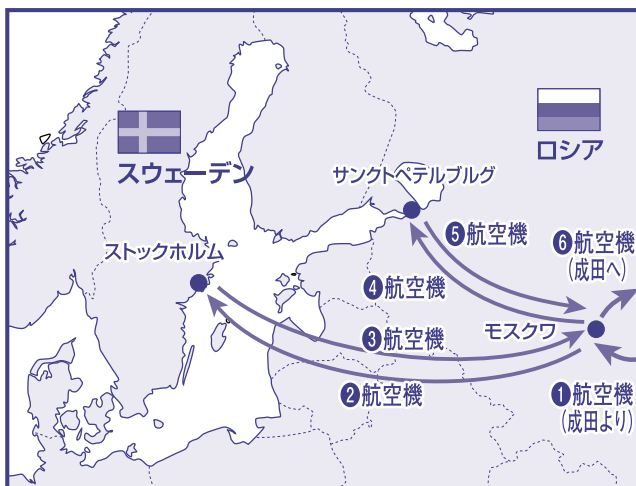 スウェーデン
ロシア
サンクトペテルブルグ
ストックホルム
❺航空機
❻航空機
(成田へ)
❹航空機
❸航空機
モスクワ
❷航空機
❶航空機
(成田より)